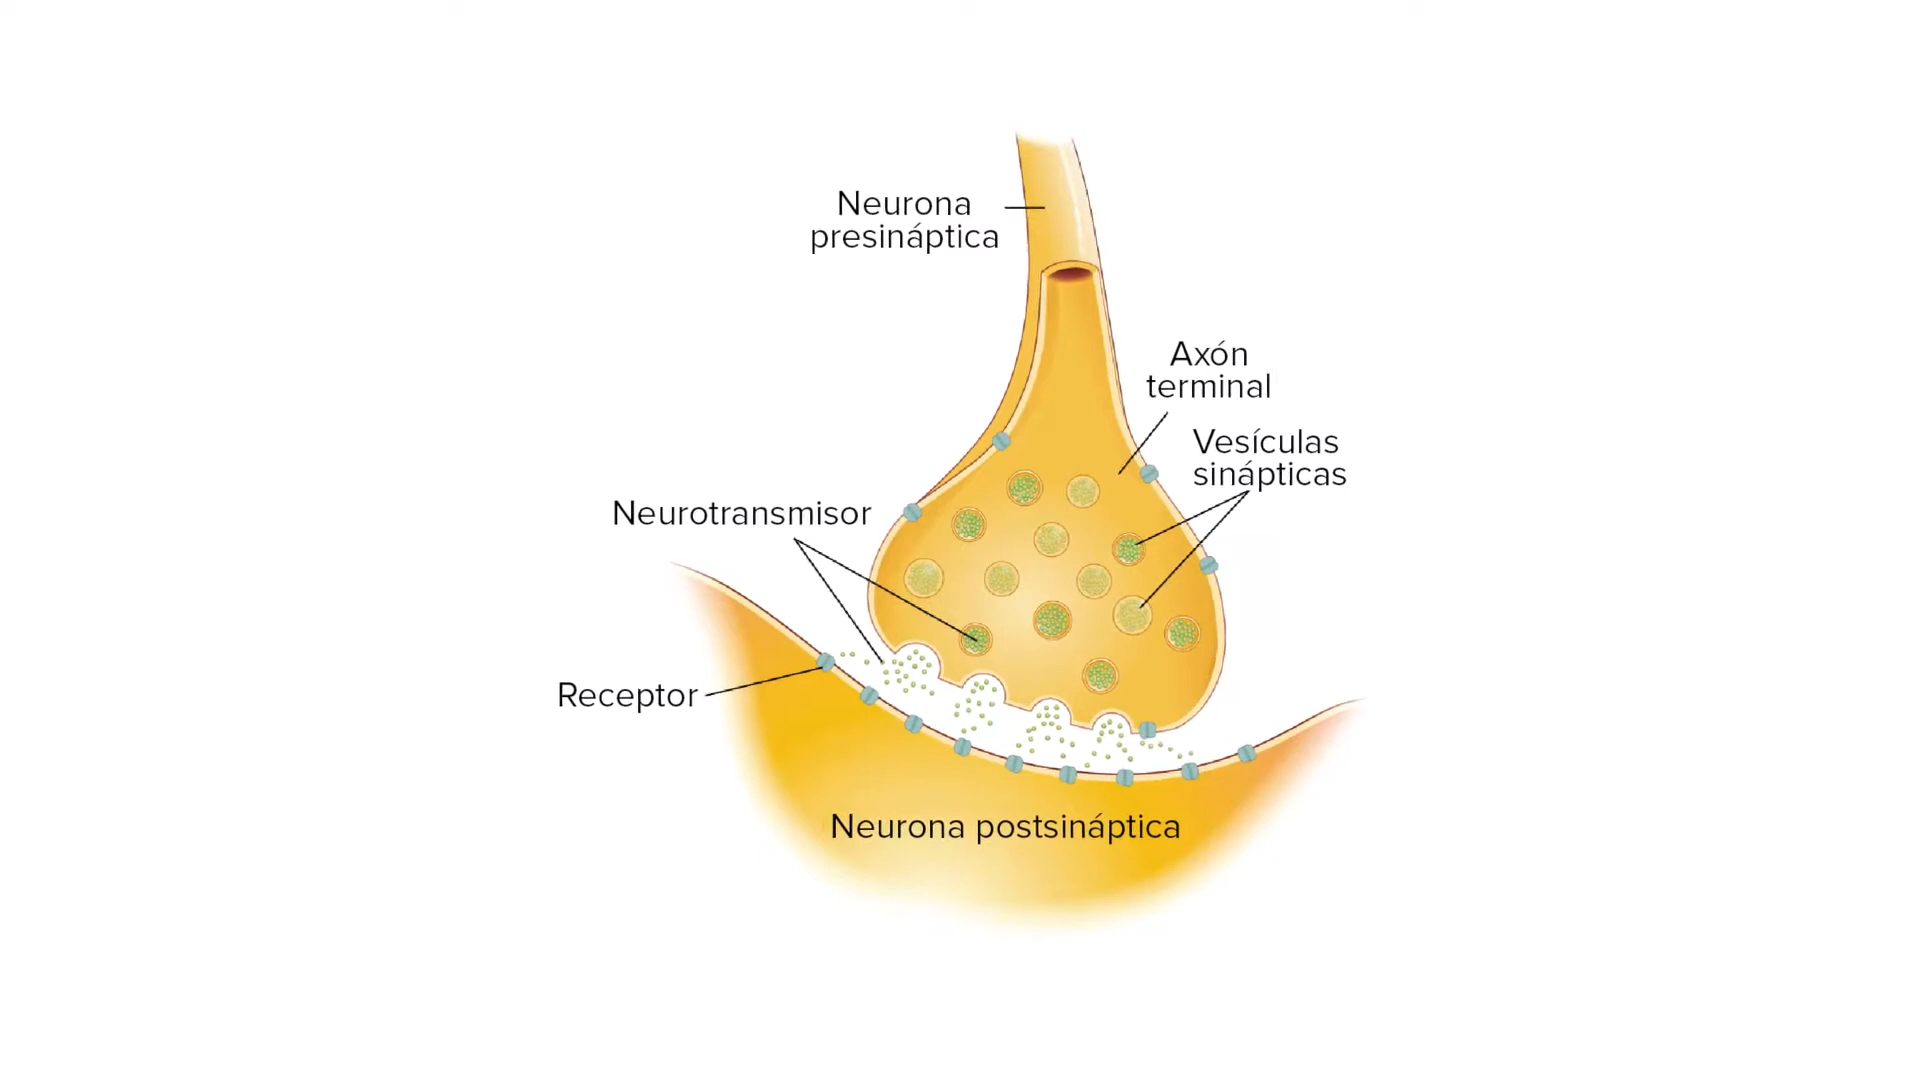 Neurona
presináptica
Axón
terminal
Vesículas
sinápticas
Neurotransmisor
Receptor
Neurona postsináptica